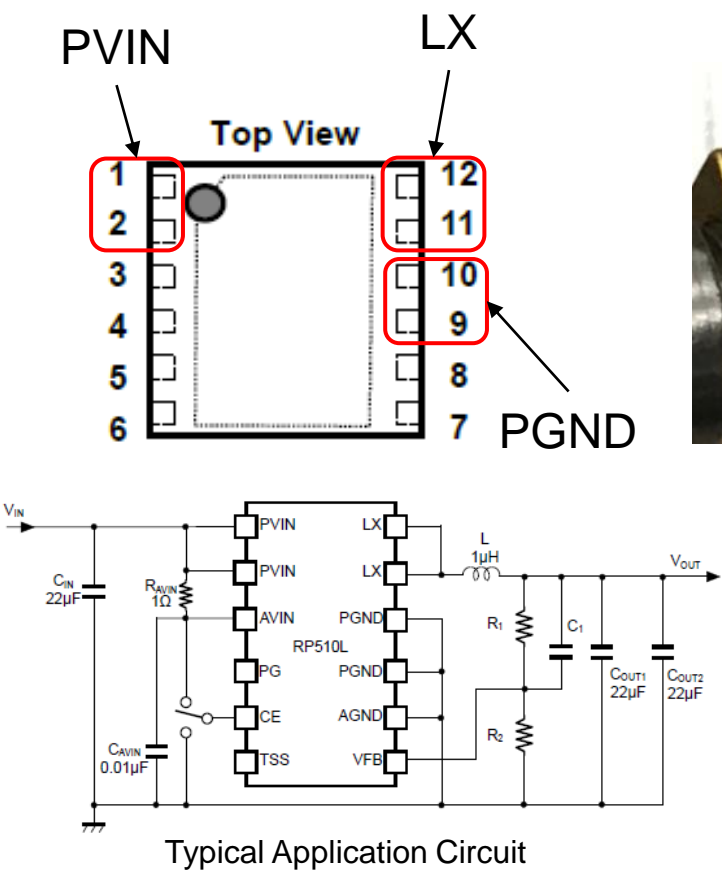 PVIN LX
Top View
1 12
2 11
3 10
4 9
5 8
6 7
PGND
VIN
PVIN LX
L
1μH
VOUT
CIN
22μF
RAVIN
1Ω
PVIN LX
AVIN PGND
R1
C1
RP510L
PG PGND
COUT1
22μF
COUT2
22μF
CE AGND
R2
CAVIN
0.01μF
TSS VFB
Typical Application Circuit